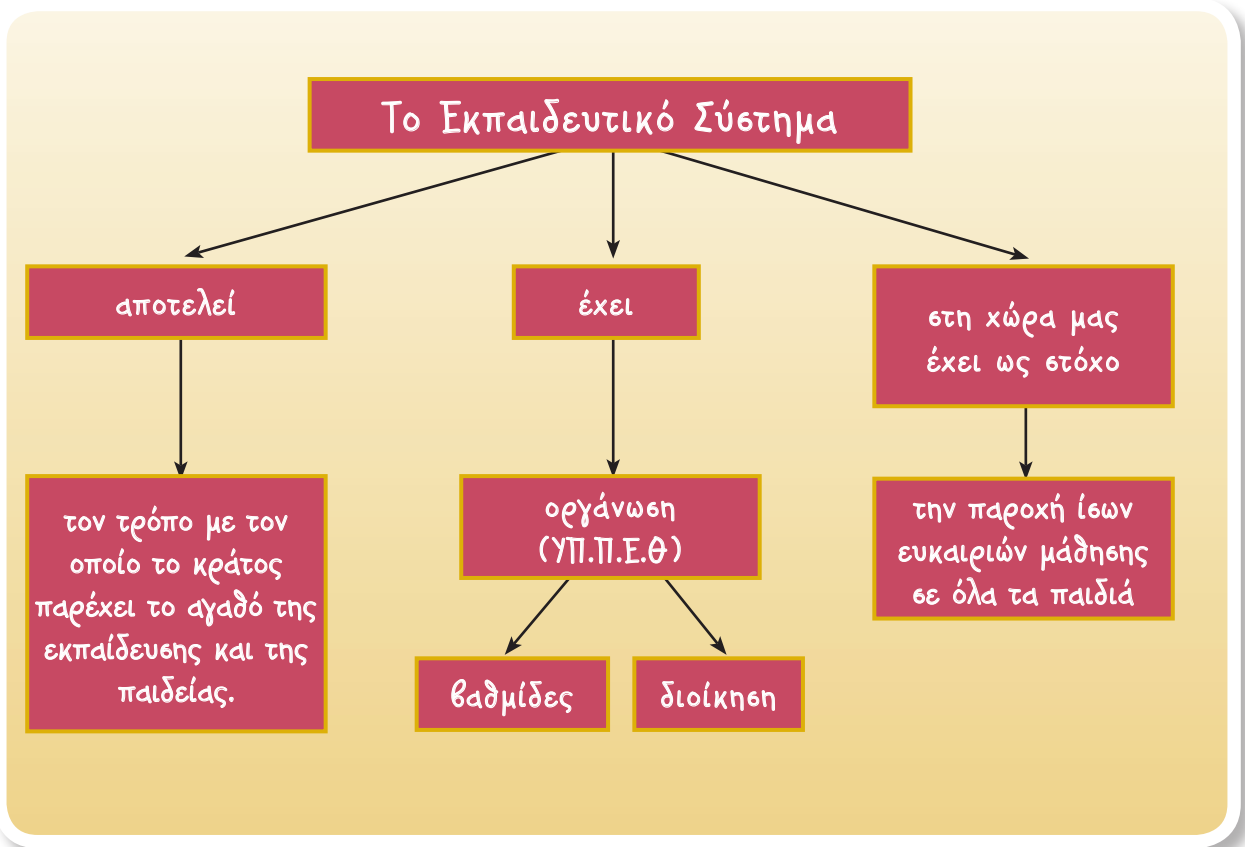 Το Εκπαιδευτικό Σύστημα
αποτελεί
έχει
στη χώρα μας
έχει ως στόχο
τον τρόπο με τον
οποίο το κράτος
παρέχει το αγαθό της
εκπαίδευσης και της
παιδείας.
οργάνωση
(ΥΠ.Π.Ε.Θ)
την παροχή ίσων
ευκαιριών μάθησης
σε όλα τα παιδιά
βαθμίδες
διοίκηση